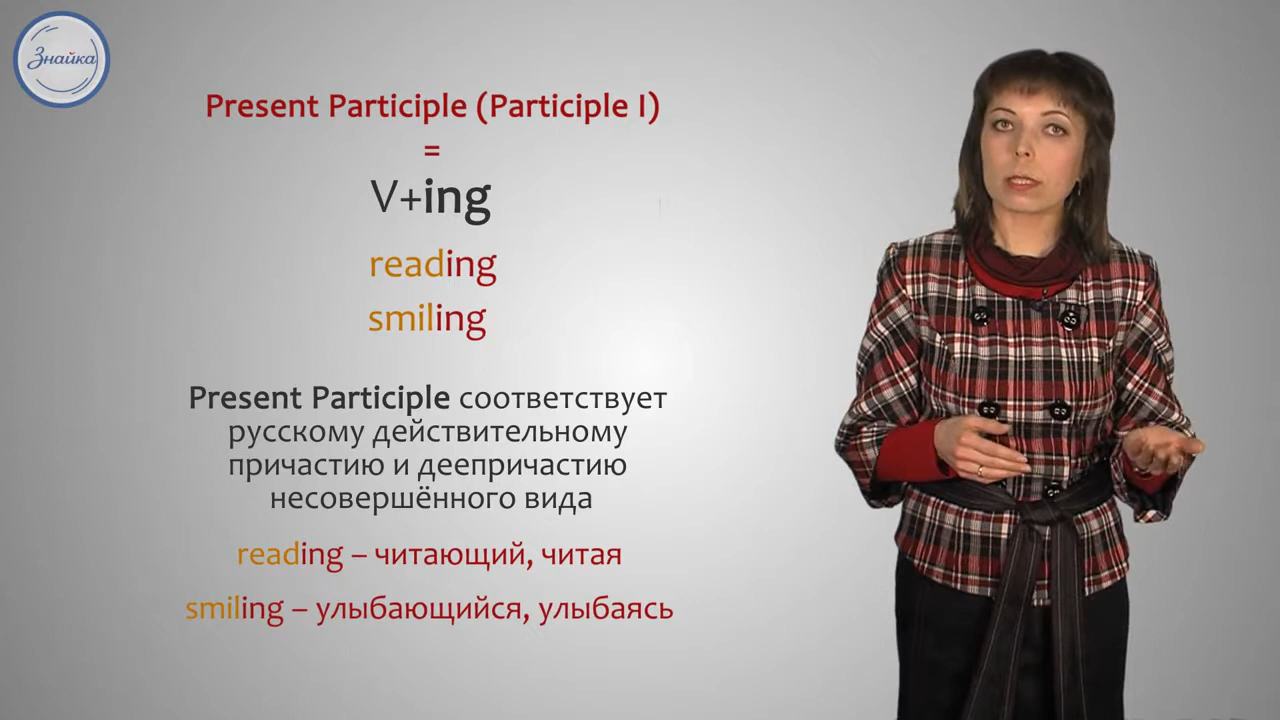 Знайка
Present Participle (Participle I)
=
V+ing
reading
smiling
Present Participle соответствует
русскому действительному
причастию и деепричастию
несовершённого вида
reading – читающий, читая
smiling – улыбающийся, улыбаясь